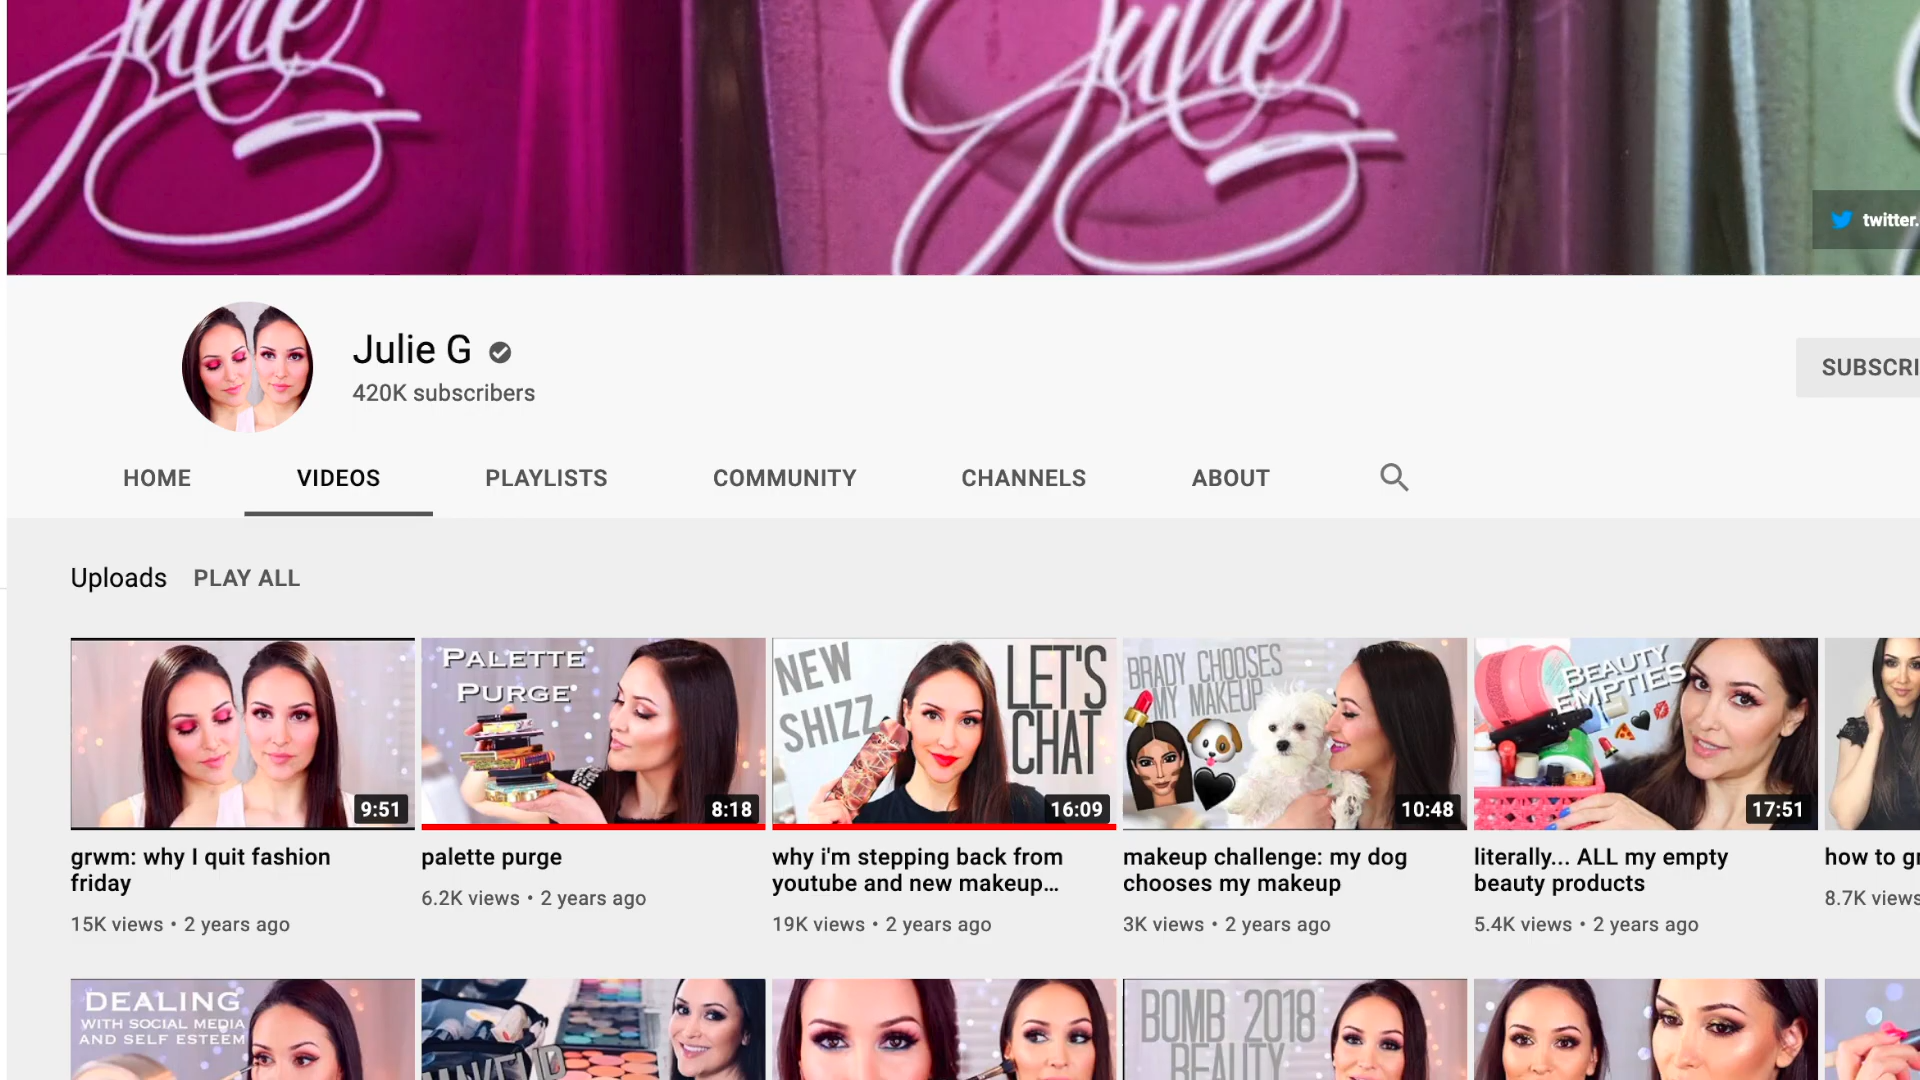 Julie
G
Julie
G
twitter.
Julie G
420K subscribers
SUBSCRI
HOME VIDEOS PLAYLISTS COMMUNITY CHANNELS ABOUT
Uploads PLAY ALL
PALETTE
PURGE
NEW
SHIZZ
LET'S
CHAT
BRADY CHOOSES
MY MAKEUP
BEAUTY
EMPTIES
9:51
8:18
16:09
10:48
17:51
grwm: why I quit fashion
friday
15K views • 2 years ago
palette purge
6.2K views • 2 years ago
why i'm stepping back from
youtube and new makeup...
19K views • 2 years ago
makeup challenge: my dog
chooses my makeup
3K views • 2 years ago
literally... ALL my empty
beauty products
5.4K views • 2 years ago
how to gr
8.7K views
DEALING
WITH SOCIAL MEDIA
AND SELF ESTEEM
BOMB 2018
BEAUTY